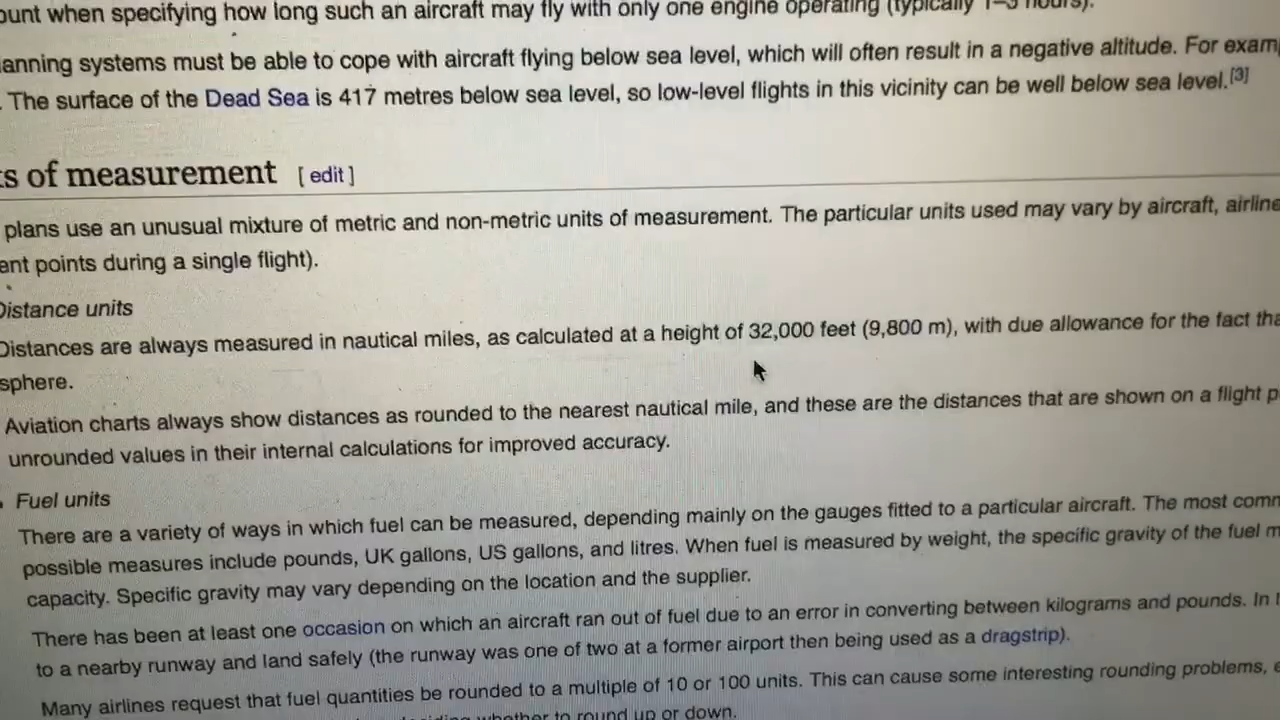 ount when specifying how long such an aircraft may fly with only one engine operating (typically 1–3 hours).
anning systems must be able to cope with aircraft flying below sea level, which will often result in a negative altitude. For exam
. The surface of the Dead Sea is 417 metres below sea level, so low-level flights in this vicinity can be well below sea level.[3]
s of measurement [ edit ]
plans use an unusual mixture of metric and non-metric units of measurement. The particular units used may vary by aircraft, airline
ent points during a single flight).
Distance units
Distances are always measured in nautical miles, as calculated at a height of 32,000 feet (9,800 m), with due allowance for the fact tha
sphere.
Aviation charts always show distances as rounded to the nearest nautical mile, and these are the distances that are shown on a flight p
unrounded values in their internal calculations for improved accuracy.
Fuel units
There are a variety of ways in which fuel can be measured, depending mainly on the gauges fitted to a particular aircraft. The most comm
possible measures include pounds, UK gallons, US gallons, and litres. When fuel is measured by weight, the specific gravity of the fuel
capacity. Specific gravity may vary depending on the location and the supplier.
There has been at least one occasion on which an aircraft ran out of fuel due to an error in converting between kilograms and pounds. In
to a nearby runway and land safely (the runway was one of two at a former airport then being used as a dragstrip).
Many airlines request that fuel quantities be rounded to a multiple of 10 or 100 units. This can cause some interesting rounding problems,
whether to round up or down.